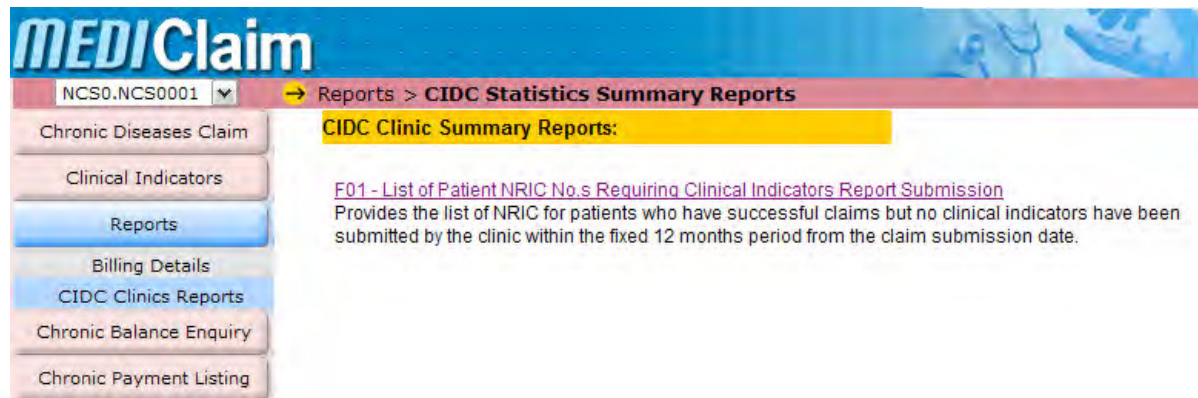 MEDIClaim
NCS0.NCS0001
Reports > CIDC Statistics Summary Reports
Chronic Diseases Claim
Clinical Indicators
Reports
Billing Details
CIDC Clinics Reports
Chronic Balance Enquiry
Chronic Payment Listing
CIDC Clinic Summary Reports:
F01 - List of Patient NRIC No.s Requiring Clinical Indicators Report Submission
Provides the list of NRIC for patients who have successful claims but no clinical indicators have been
submitted by the clinic within the fixed 12 months period from the claim submission date.